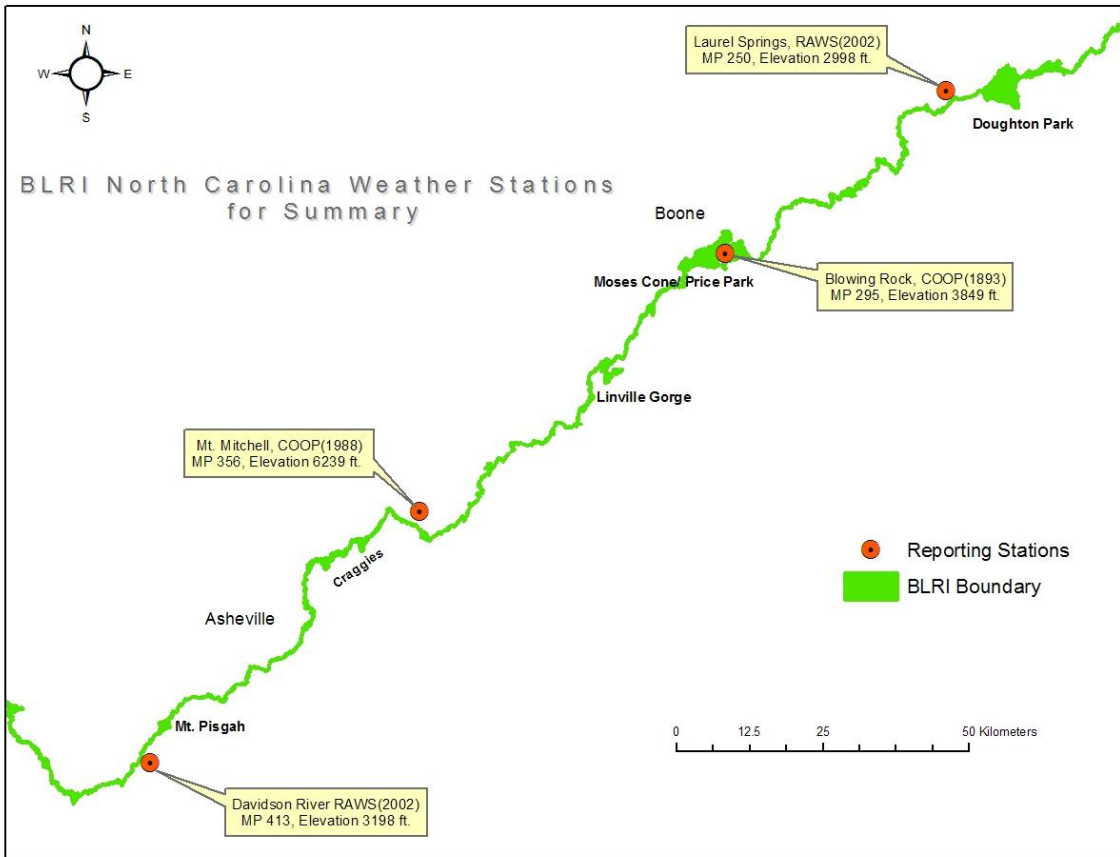 N
W E
S
Laurel Springs, RAWS(2002)
MP 250, Elevation 2998 ft.
Doughton Park
BLRI North Carolina Weather Stations
for Summary
Boone
Moses Cone/ Price Park
Blowing Rock, COOP(1893)
MP 295, Elevation 3849 ft.
Linville Gorge
Mt. Mitchell, COOP(1988)
MP 356, Elevation 6239 ft.
Craggies
Reporting Stations
BLRI Boundary
Asheville
Mt. Pisgah
0 12.5 25 50 Kilometers
Davidson River RAWS(2002)
MP 413, Elevation 3198 ft.